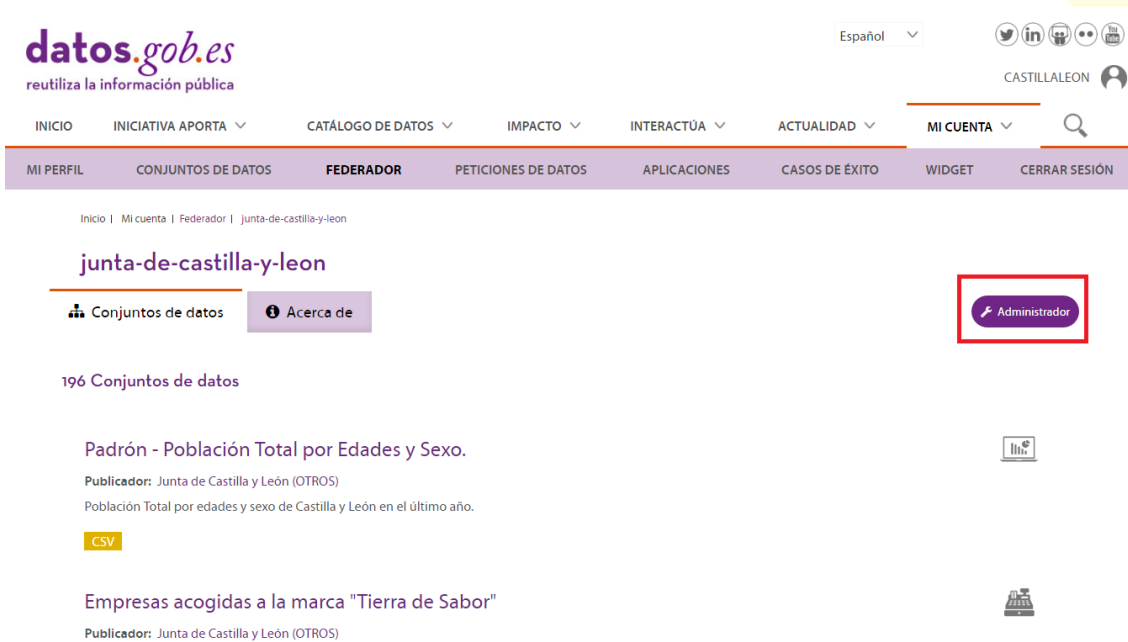 datos.gob.es
reutiliza la información pública
Español
You Tube
CASTILLALEON
INICIO INICIATIVA APORTA CATÁLOGO DE DATOS IMPACTO INTERACTÚA ACTUALIDAD MI CUENTA
MI PERFIL CONJUNTOS DE DATOS FEDERADOR PETICIONES DE DATOS APLICACIONES CASOS DE ÉXITO WIDGET CERRAR SESIÓN
Inicio | Mi cuenta | Federador | junta-de-castilla-y-leon
junta-de-castilla-y-leon
Conjuntos de datos Acerca de Administrador
196 Conjuntos de datos
Padrón - Población Total por Edades y Sexo.
Publicador: Junta de Castilla y León (OTROS)
Población Total por edades y sexo de Castilla y León en el último año.
CSV
Empresas acogidas a la marca "Tierra de Sabor"
Publicador: Junta de Castilla y León (OTROS)